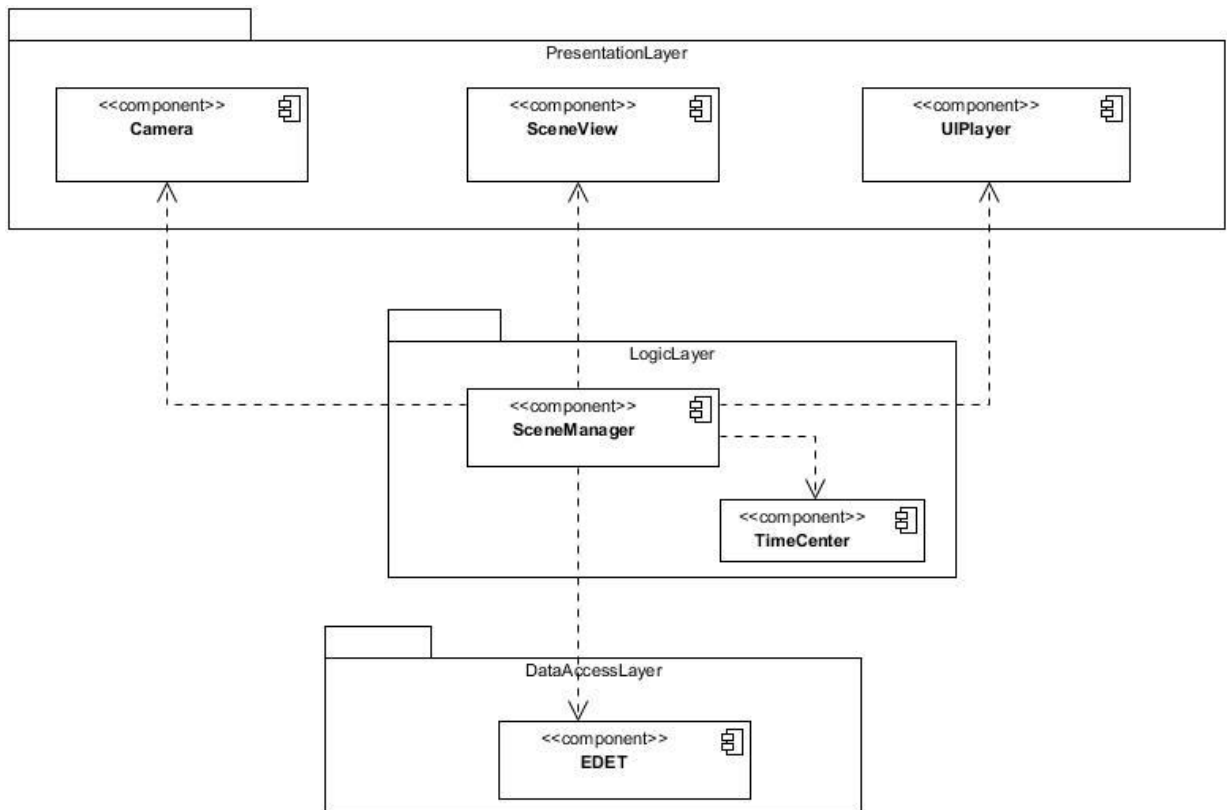 PresentationLayer
<<component>>
Camera
<<component>>
SceneView
<<component>>
UIPlayer
LogicLayer
<<component>>
SceneManager
<<component>>
TimeCenter
DataAccessLayer
<<component>>
EDET